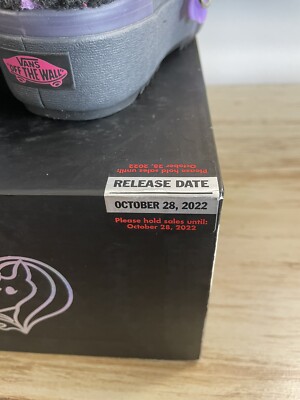 VANS
"OFF THE WALL"
Please hold sales until:
October 28, 2022
RELEASE DATE
OCTOBER 28, 2022
Please hold sales until:
October 28, 2022